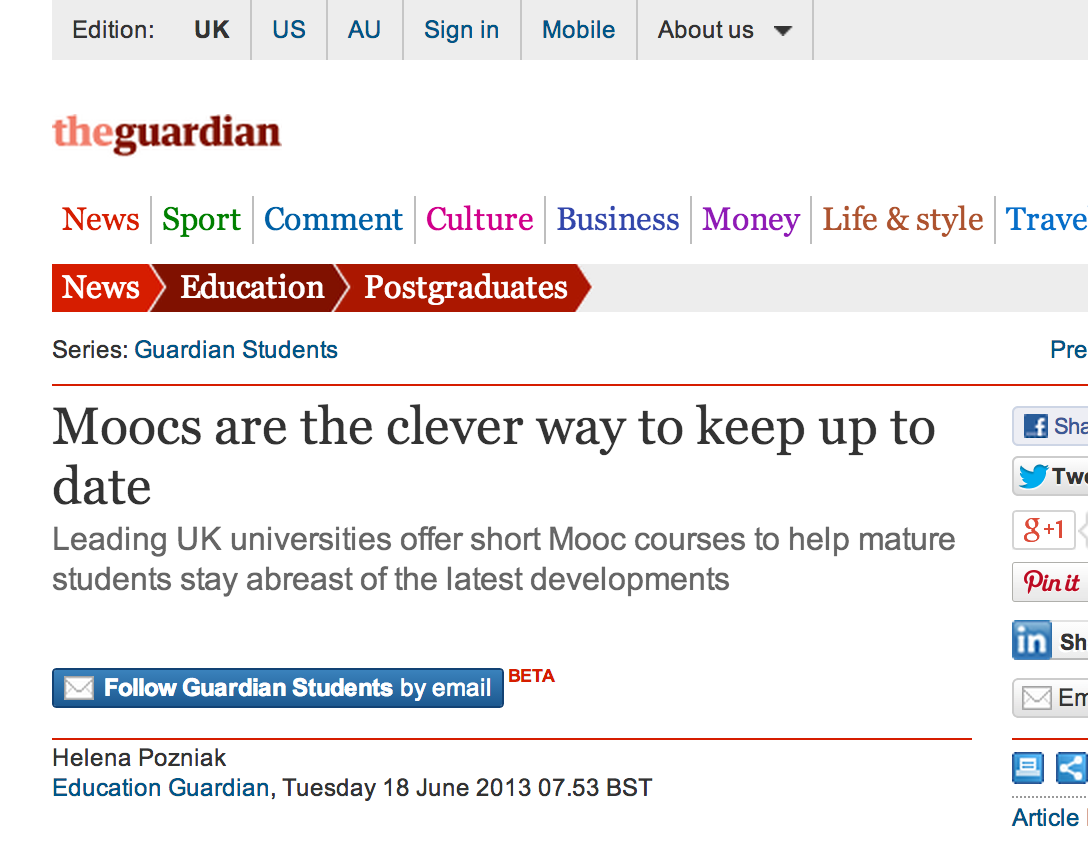 Edition: UK US AU Sign in Mobile About us
theguardian
News Sport Comment Culture Business Money Life & style Trave
News Education Postgraduates
Series: Guardian Students
Pre
Moocs are the clever way to keep up to
date
Leading UK universities offer short Mooc courses to help mature
students stay abreast of the latest developments
Follow Guardian Students by email BETA
Helena Pozniak
Education Guardian, Tuesday 18 June 2013 07.53 BST
f Sha
Twe
g+1
Pin it
in Sh
Em
Article